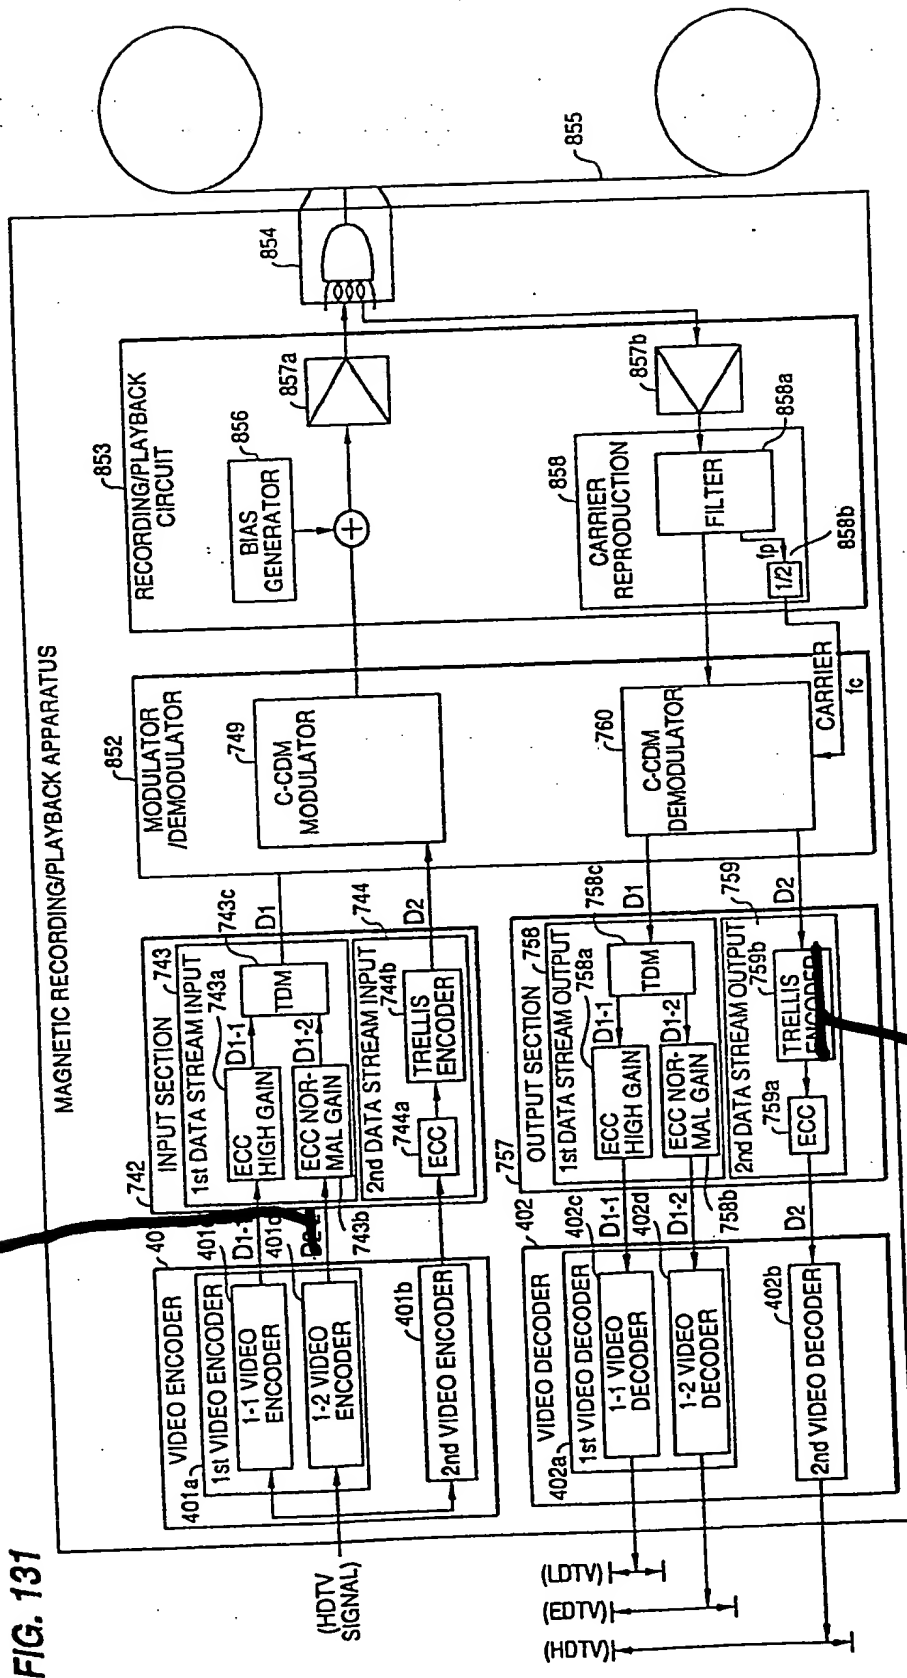 FIG. 131
MAGNETIC RECORDING/PLAYBACK APPARATUS
(HDTV
SIGNAL)
VIDEO ENCODER
401a
1st VIDEO ENCODER
1-1 VIDEO
ENCODER
1-2 VIDEO
ENCODER
401b
2nd VIDEO ENCODER
D1-1
742
INPUT SECTION
743
1st DATA STREAM INPUT
743a
743c
ECC
HIGH GAIN
D1-1
TDM
ECC NOR-
MAL GAIN
D1-2
743b
2nd DATA STREAM INPUT
744
744a
744b
ECC
TRELLIS
ENCODER
D1
D2
852
MODULATOR
/DEMODULATOR
749
C-CDM
MODULATOR
853
RECORDING/PLAYBACK
CIRCUIT
856
BIAS
GENERATOR
+
857a
854
855
402
VIDEO DECODER
402a
1st VIDEO DECODER
402c
1-1 VIDEO
DECODER
402d
1-2 VIDEO
DECODER
402b
2nd VIDEO DECODER
D1-1
D1-2
D2
757
OUTPUT SECTION
758
1st DATA STREAM OUTPUT
758a
758c
ECC
HIGH GAIN
D1-1
TDM
ECC NOR-
MAL GAIN
D1-2
758b
2nd DATA STREAM OUTPUT
759
759a
759b
ECC
TRELLIS
ENCODER
D1
D2
760
C-CDM
DEMODULATOR
CARRIER
fc
858
CARRIER
REPRODUCTION
857b
858a
FILTER
fp
1/2
858b
(LDTV)
(EDTV)
(HDTV)